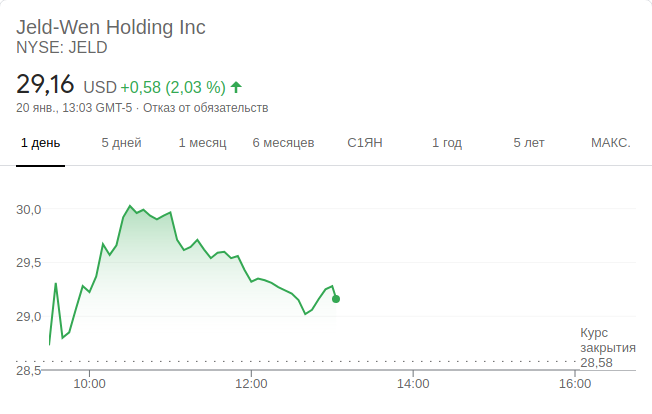 Jeld-Wen Holding Inc
NYSE: JELD
29,16 USD +0,58 (2,03 %)
20 янв., 13:03 GMT-5 · Отказ от обязательств
1 день 5 дней 1 месяц 6 месяцев С1ЯН 1 год 5 лет МАКС.
30,0
29,5
29,0
Курс
закрытия
28,58
28,5
10:00 12:00 14:00 16:00